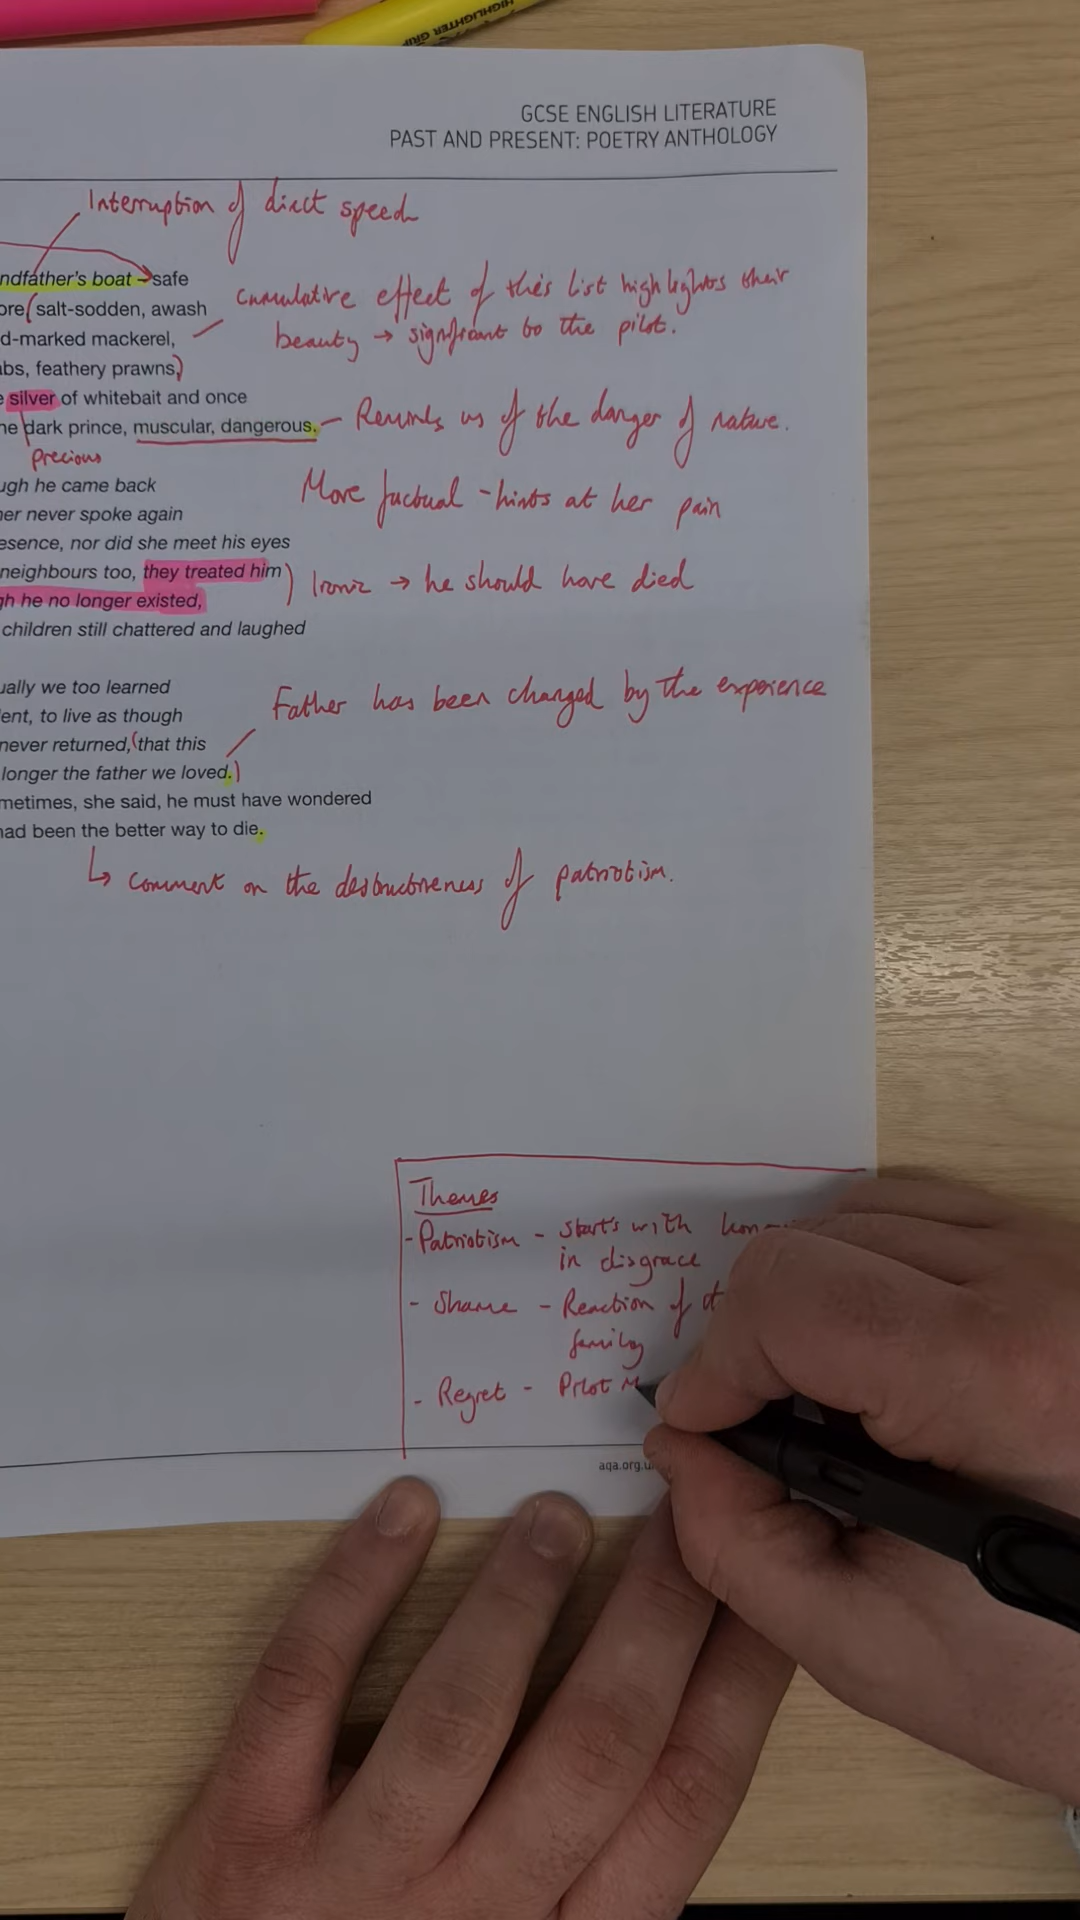 HIGHLIGHTER GRIP
GCSE ENGLISH LITERATURE
PAST AND PRESENT: POETRY ANTHOLOGY
Interruption of direct speech
ndfather's boat – safe
ore (salt-sodden, awash
cumulative effect of this list highlights their
d-marked mackerel,
beauty → significant to the pilot.
abs, feathery prawns,)
e silver of whitebait and once
he dark prince, muscular, dangerous. – Reminds us of the danger of nature.
precious
ugh he came back
More factual - hints at her pain
her never spoke again
esence, nor did she meet his eyes
neighbours too, they treated him) Ironic → he should have died
gh he no longer existed,
children still chattered and laughed
ually we too learned
Father has been changed by the experience
ent, to live as though
never returned, (that this
longer the father we loved.)
metimes, she said, he must have wondered
had been the better way to die.
↳ comment on the destructiveness of patriotism.
Themes
- Patriotism - starts with
in disgrace
- Shame - Reaction of
family
- Regret - Pilot
aqa.org.u